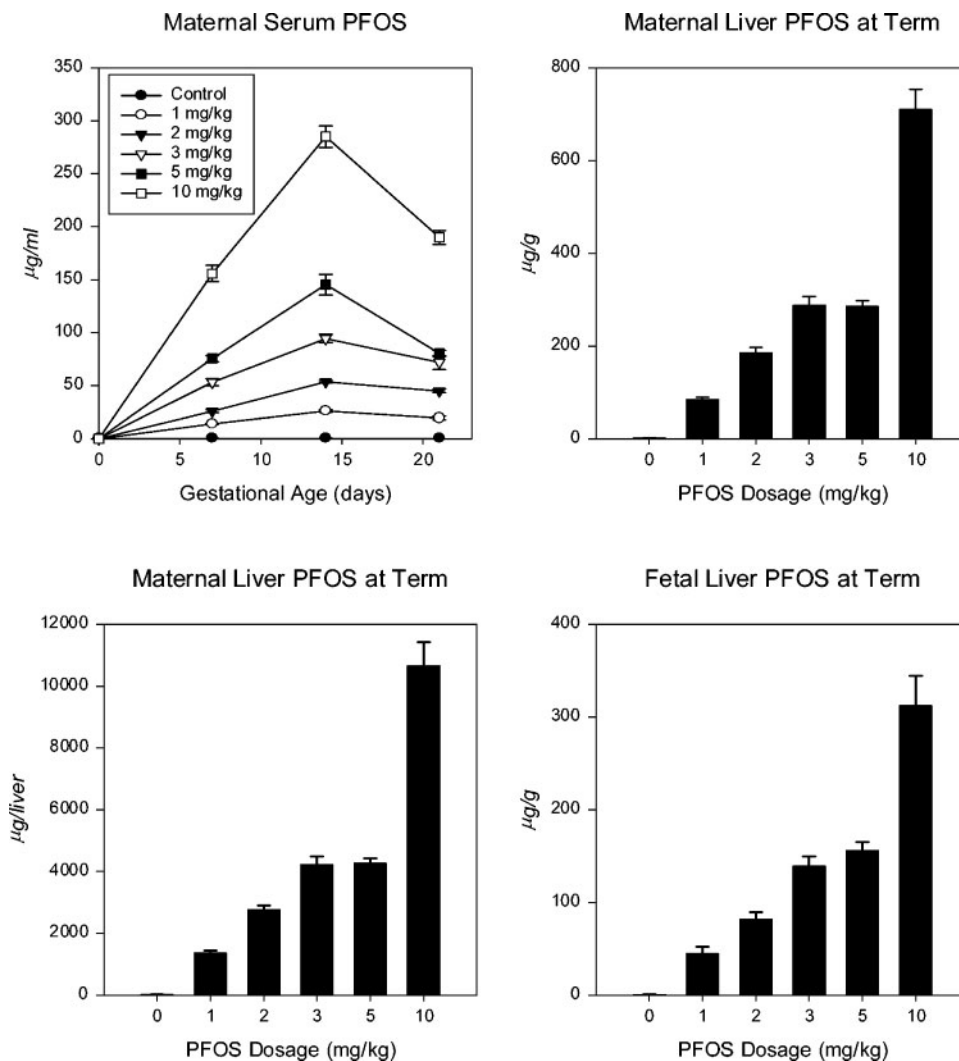 Maternal Serum PFOS
350
300
250
200
150
100
50
0
µg/ml
Control
1 mg/kg
2 mg/kg
3 mg/kg
5 mg/kg
10 mg/kg
0 5 10 15 20
Gestational Age (days)
Maternal Liver PFOS at Term
800
600
400
200
0
µg/g
0 1 2 3 5 10
PFOS Dosage (mg/kg)
Maternal Liver PFOS at Term
12000
10000
8000
6000
4000
2000
0
µg/liver
0 1 2 3 5 10
PFOS Dosage (mg/kg)
Fetal Liver PFOS at Term
400
300
200
100
0
µg/g
0 1 2 3 5 10
PFOS Dosage (mg/kg)